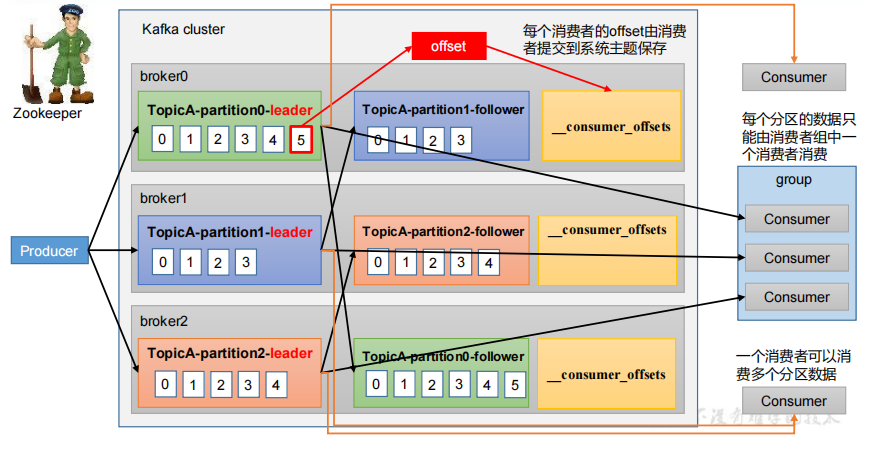 Kafka cluster
offset
每个消费者的offset由消费
者提交到系统主题保存
Zookeeper
broker0
TopicA-partition0-leader
0 1 2 3 4 5
TopicA-partition1-follower
0 1 2 3
__consumer_offsets
Consumer
每个分区的数据只
能由消费者组中一
个消费者消费
group
Consumer
Consumer
Consumer
Producer
broker1
TopicA-partition1-leader
0 1 2 3
TopicA-partition2-follower
0 1 2 3 4
__consumer_offsets
broker2
TopicA-partition2-leader
0 1 2 3 4
TopicA-partition0-follower
0 1 2 3 4 5
__consumer_offsets
一个消费者可以消
费多个分区数据
Consumer